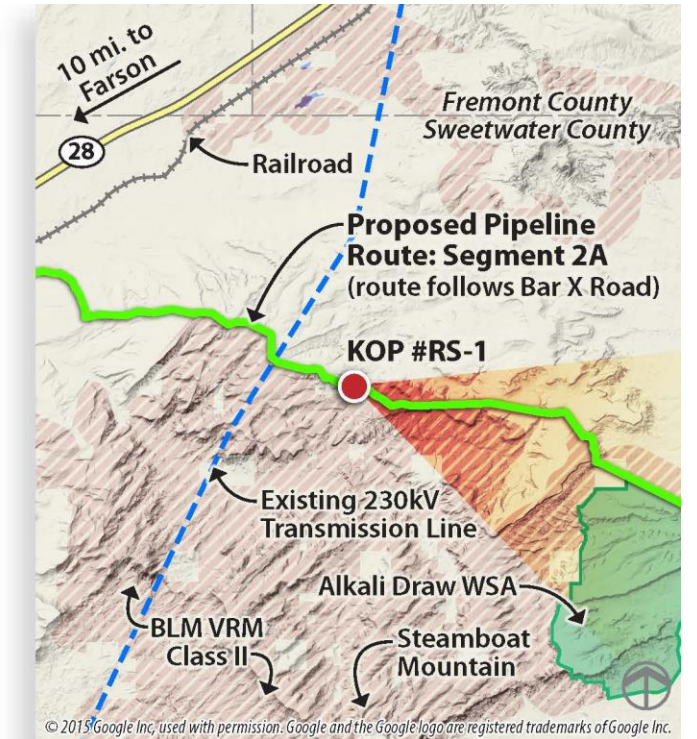 10 mi. to
Farson
28
Fremont County
Sweetwater County
Railroad
Proposed Pipeline
Route: Segment 2A
(route follows Bar X Road)
KOP #RS-1
Existing 230kV
Transmission Line
Alkali Draw WSA
BLM VRM
Class II
Steamboat
Mountain
© 2015 Google Inc, used with permission. Google and the Google logo are registered trademarks of Google Inc.